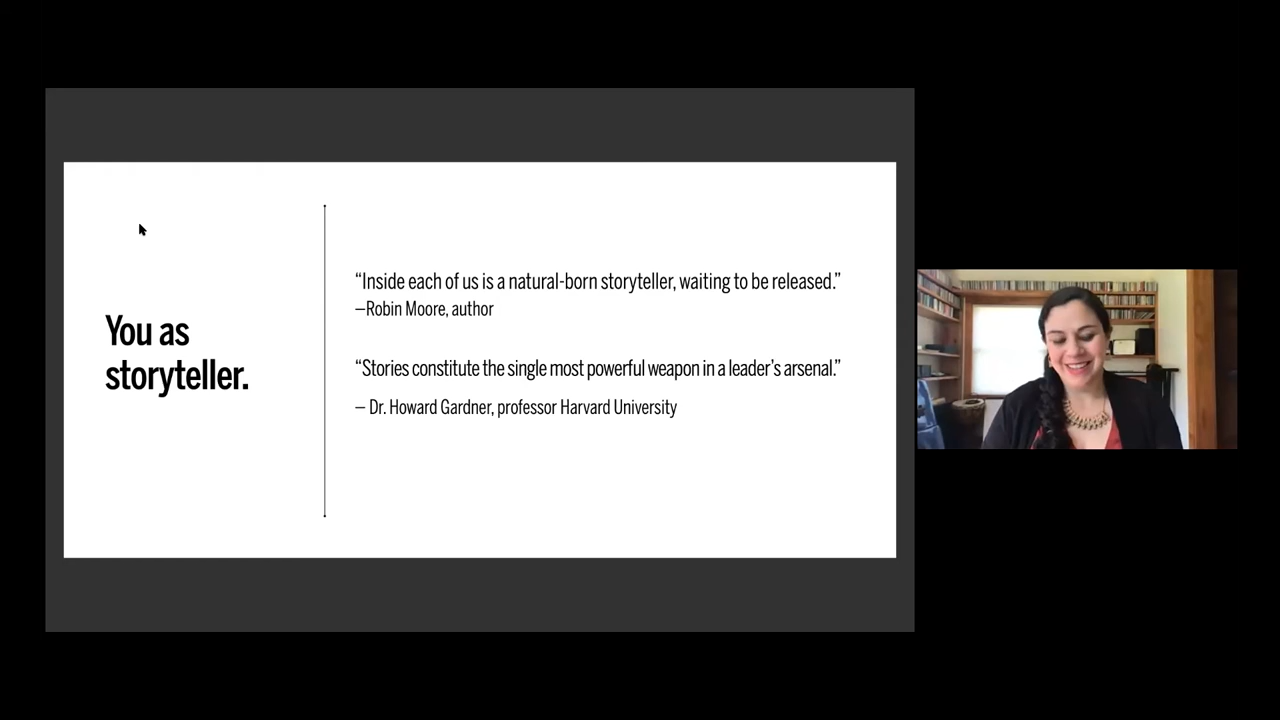 You as
storyteller.
“Inside each of us is a natural-born storyteller, waiting to be released.”
–Robin Moore, author
“Stories constitute the single most powerful weapon in a leader’s arsenal.”
– Dr. Howard Gardner, professor Harvard University